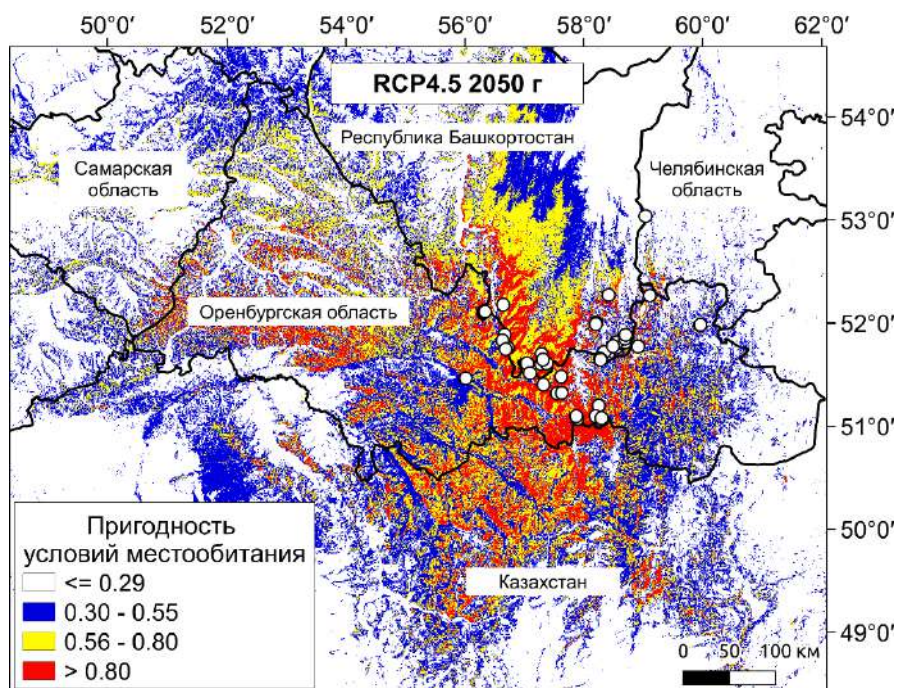 50°0′ 52°0′ 54°0′ 56°0′ 58°0′ 60°0′ 62°0′
RCP4.5 2050 г
54°0′
Республика Башкортостан
Самарская
область
Челябинская
область
53°0′
Оренбургская область
52°0′
51°0′
Пригодность
условий местообитания
<= 0.29
0.30 - 0.55
0.56 - 0.80
> 0.80
50°0′
Казахстан
49°0′
0 50 100 км